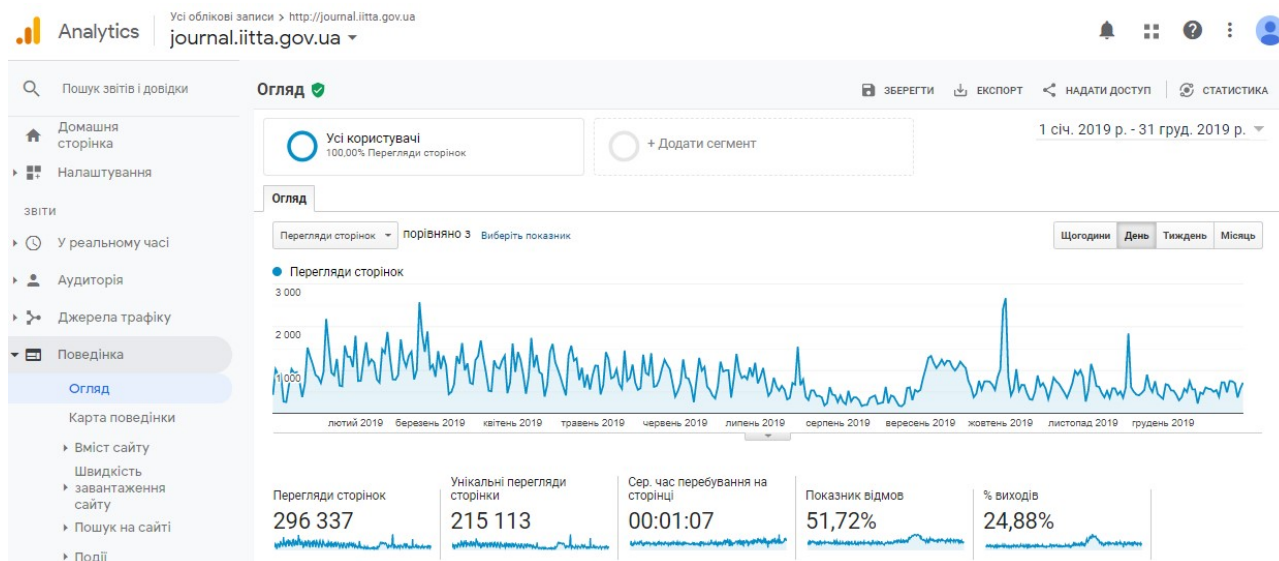 Analytics
Усі облікові записи > http://journal.iitta.gov.ua
journal.iitta.gov.ua
Пошук звітів і довідки
Домашня
сторінка
Налаштування
ЗВІТИ
У реальному часі
Аудиторія
Джерела трафіку
Поведінка
Огляд
Карта поведінки
Вміст сайту
Швидкість
завантаження
сайту
Пошук на сайті
Події
Огляд
ЗБЕРЕГТИ
ЕКСПОРТ
НАДАТИ ДОСТУП
СТАТИСТИКА
Усі користувачі
100,00% Перегляди сторінок
+ Додати сегмент
1 січ. 2019 р. - 31 груд. 2019 р.
Огляд
Перегляди сторінок
порівняно з
Виберіть показник
Щогодини
День
Тиждень
Місяць
Перегляди сторінок
3 000
2 000
1 000
лютий 2019
березень 2019
квітень 2019
травень 2019
червень 2019
липень 2019
серпень 2019
вересень 2019
жовтень 2019
листопад 2019
грудень 2019
Перегляди сторінок
296 337
Унікальні перегляди
сторінки
215 113
Сер. час перебування на
сторінці
00:01:07
Показник відмов
51,72%
% виходів
24,88%